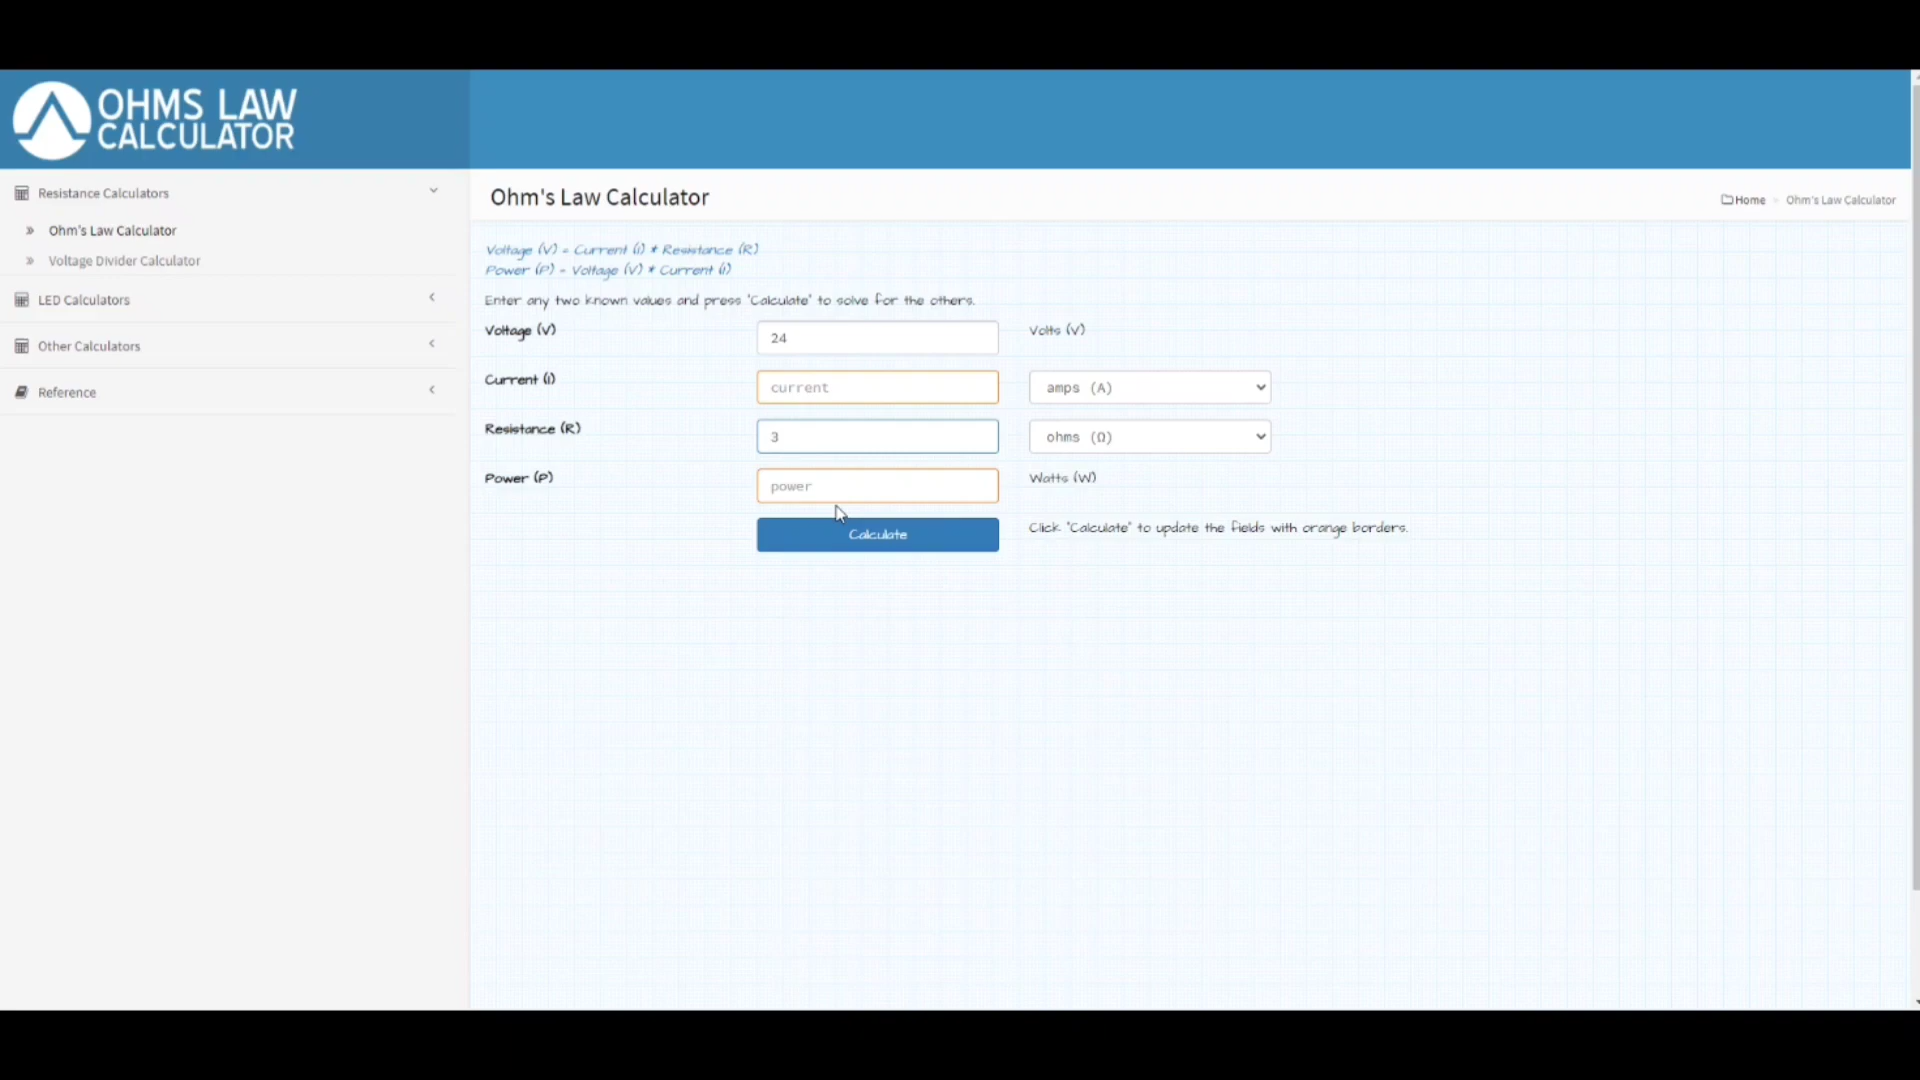 OHMS LAW
CALCULATOR
Resistance Calculators
Ohm's Law Calculator
Voltage Divider Calculator
LED Calculators
Other Calculators
Reference
Ohm's Law Calculator
Home
Ohm's Law Calculator
Voltage (V) = Current (I) * Resistance (R)
Power (P) = Voltage (V) * Current (I)
Enter any two known values and press "Calculate" to solve for the others.
Voltage (V) 24 Volts (V)
Current (I) current amps (A)
Resistance (R) 3 ohms (Ω)
Power (P) power Watts (W)
Calculate Click "Calculate" to update the fields with orange borders.